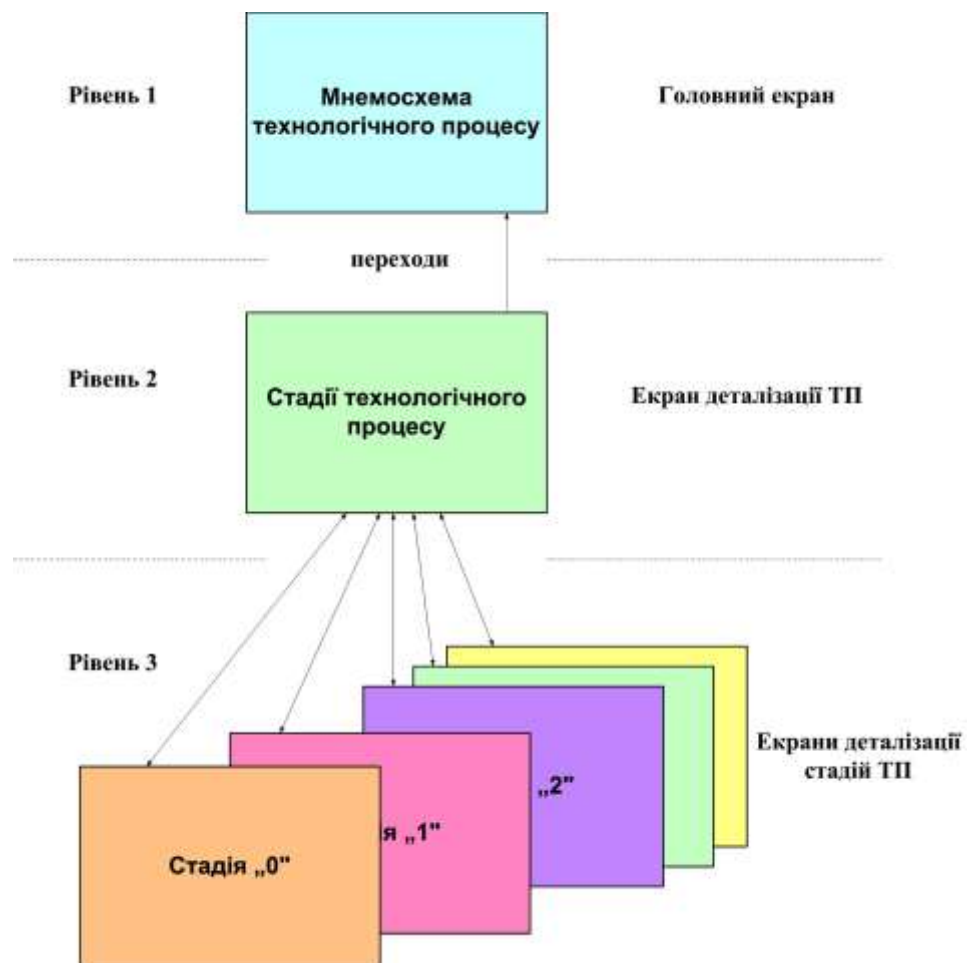 Рівень 1
Мнемосхема
технологічного процесу
Головний екран
переходи
Рівень 2
Стадії технологічного
процесу
Екран деталізації ТП
Рівень 3
Екрани деталізації
стадій ТП
„2"
ія „1"
Стадія „0"